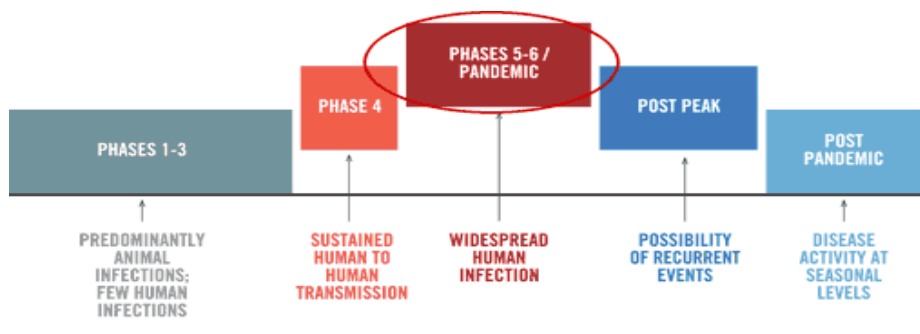 PHASES 5-6 /
PANDEMIC
PHASE 4
POST PEAK
PHASES 1-3
POST
PANDEMIC
PREDOMINANTLY
ANIMAL
INFECTIONS;
FEW HUMAN
INFECTIONS
SUSTAINED
HUMAN TO
HUMAN
TRANSMISSION
WIDESPREAD
HUMAN
INFECTION
POSSIBILITY
OF RECURRENT
EVENTS
DISEASE
ACTIVITY AT
SEASONAL
LEVELS